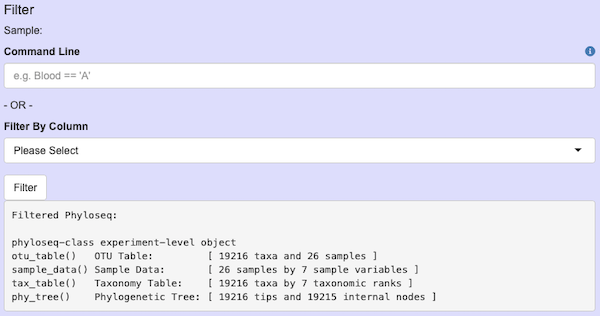 Filter
Sample:
Command Line
e.g. Blood == 'A'
- OR -
Filter By Column
Please Select
Filter
Filtered Phyloseq:
phyloseq-class experiment-level object
otu_table()   OTU Table:         [ 19216 taxa and 26 samples ]
sample_data() Sample Data:       [ 26 samples by 7 sample variables ]
tax_table()   Taxonomy Table:    [ 19216 taxa by 7 taxonomic ranks ]
phy_tree()    Phylogenetic Tree: [ 19216 tips and 19215 internal nodes ]